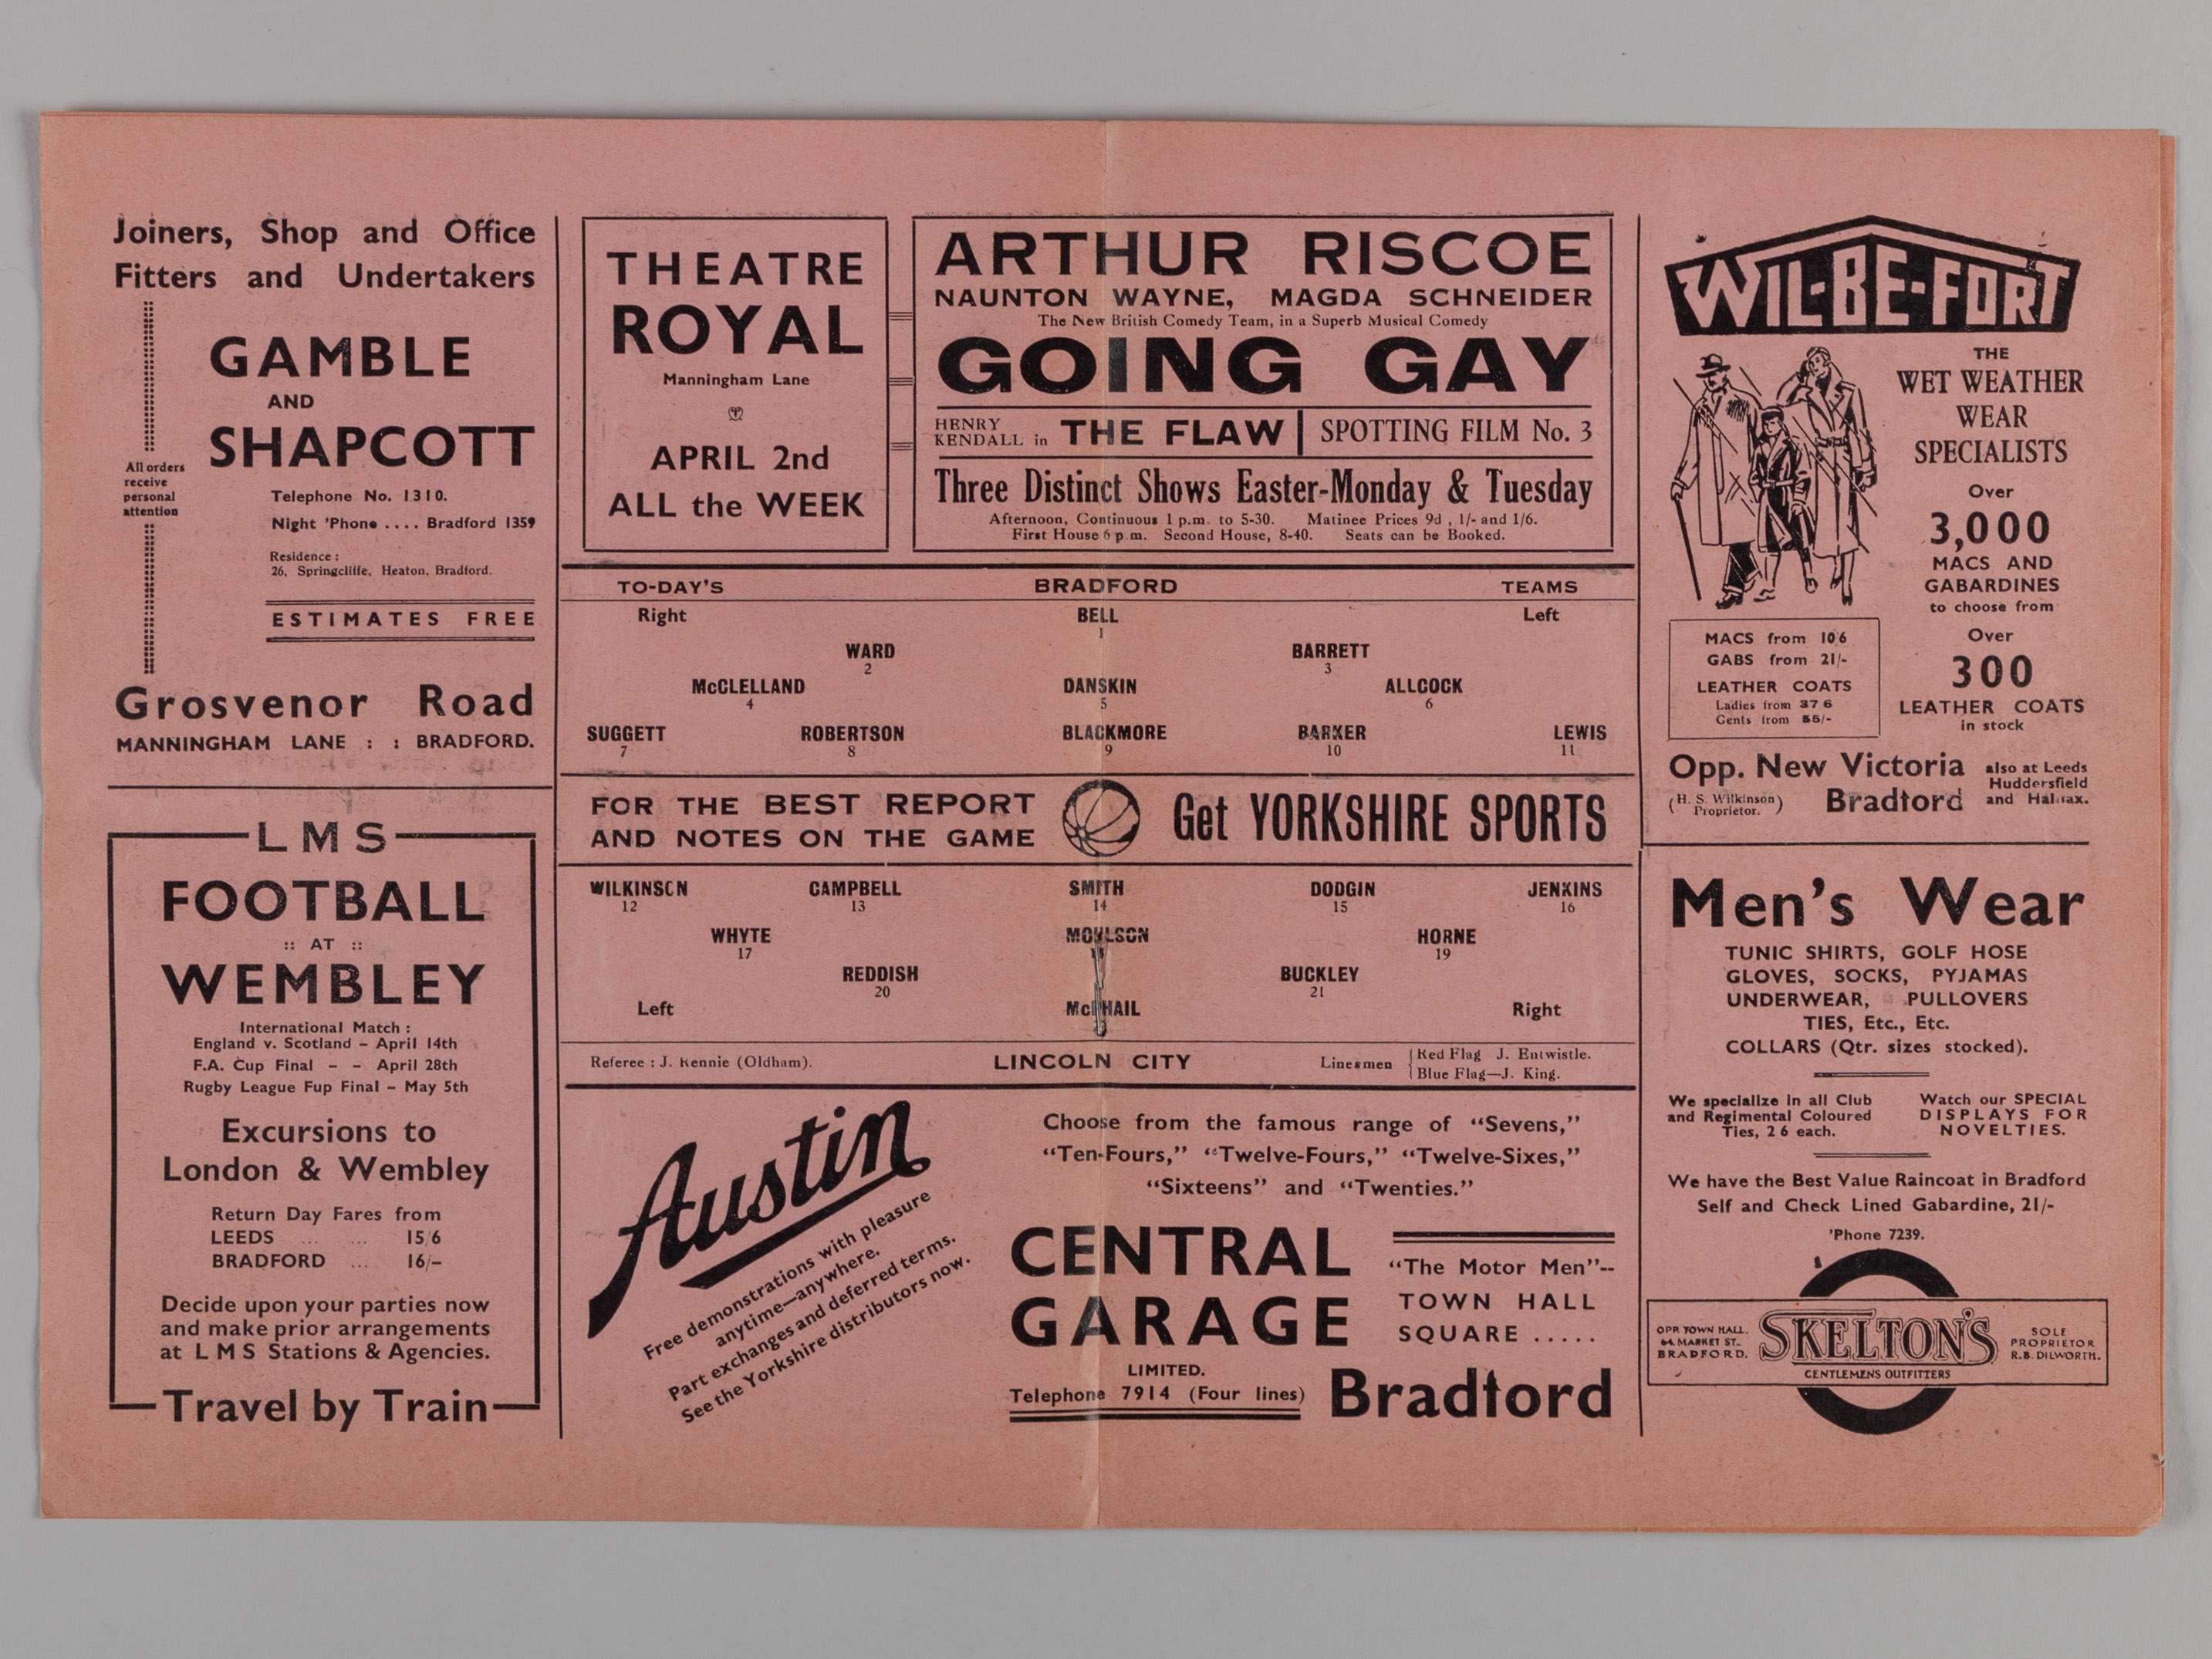 Joiners, Shop and Office
Fitters and Undertakers
GAMBLE
AND
SHAPCOTT
All orders
receive
personal
attention
Telephone No. 1310.
Night 'Phone .... Bradford 1359
Residence :
26, Springcliffe, Heaton, Bradford.
ESTIMATES FREE
Grosvenor Road
MANNINGHAM LANE : : BRADFORD.
LMS
FOOTBALL
:: AT ::
WEMBLEY
International Match :
England v. Scotland – April 14th
F.A. Cup Final – – April 28th
Rugby League Fup Final – May 5th
Excursions to
London & Wembley
Return Day Fares from
LEEDS ... ... 15/6
BRADFORD ... 16/–
Decide upon your parties now
and make prior arrangements
at L M S Stations & Agencies.
Travel by Train
THEATRE
ROYAL
Manningham Lane
APRIL 2nd
ALL the WEEK
ARTHUR RISCOE
NAUNTON WAYNE, MAGDA SCHNEIDER
The New British Comedy Team, in a Superb Musical Comedy
GOING GAY
HENRY
KENDALL in THE FLAW | SPOTTING FILM No. 3
Three Distinct Shows Easter-Monday & Tuesday
Afternoon, Continuous 1 p.m. to 5-30. Matinee Prices 9d , 1/- and 1/6.
First House 6 p.m. Second House, 8-40. Seats can be Booked.
TO-DAY'S BRADFORD TEAMS
Right BELL Left
1
WARD BARRETT
2 3
McCLELLAND DANSKIN ALLCOCK
4 5 6
SUGGETT ROBERTSON BLACKMORE BARKER LEWIS
7 8 9 10 11
FOR THE BEST REPORT
AND NOTES ON THE GAME
Get YORKSHIRE SPORTS
WILKINSON CAMPBELL SMITH DODGIN JENKINS
12 13 14 15 16
WHYTE MOULSON HORNE
17 19
REDDISH BUCKLEY
20 21
Left McPHAIL Right
Referee : J. Rennie (Oldham). LINCOLN CITY Linesmen
Red Flag J. Entwistle.
Blue Flag—J. King.
Austin
Free demonstrations with pleasure
anytime—anywhere.
Part exchanges and deferred terms.
See the Yorkshire distributors now.
Choose from the famous range of "Sevens,"
"Ten-Fours," "Twelve-Fours," "Twelve-Sixes,"
"Sixteens" and "Twenties."
CENTRAL
GARAGE
LIMITED.
Telephone 7914 (Four lines)
"The Motor Men"--
TOWN HALL
SQUARE .....
Bradford
WIL-BE-FORT
THE
WET WEATHER
WEAR
SPECIALISTS
Over
3,000
MACS AND
GABARDINES
to choose from
Over
300
LEATHER COATS
in stock
MACS from 10 6
GABS from 21/-
LEATHER COATS
Ladies from 37 6
Gents from 55/-
Opp. New Victoria
(H. S. Wilkinson)
Proprietor.
Bradford
also at Leeds
Huddersfield
and Halifax.
Men's Wear
TUNIC SHIRTS, GOLF HOSE
GLOVES, SOCKS, PYJAMAS
UNDERWEAR, PULLOVERS
TIES, Etc., Etc.
COLLARS (Qtr. sizes stocked).
We specialize in all Club
and Regimental Coloured
Ties, 2 6 each.
Watch our SPECIAL
DISPLAYS FOR
NOVELTIES.
We have the Best Value Raincoat in Bradford
Self and Check Lined Gabardine, 21/-
'Phone 7239.
OPP. TOWN HALL.
64. MARKET ST.,
BRADFORD.
SKELTON'S
GENTLEMENS OUTFITTERS
SOLE
PROPRIETOR
R.B. DILWORTH.